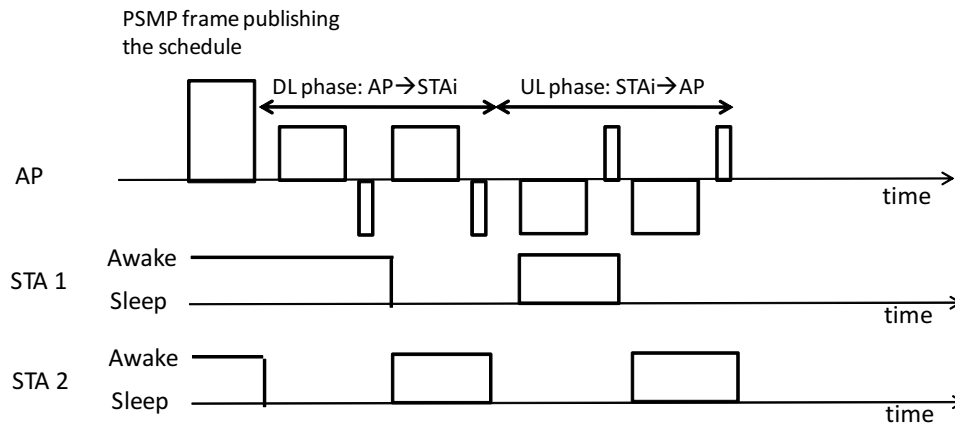 PSMP frame publishing
the schedule
DL phase: AP→STAi
UL phase: STAi→AP
AP
time
Awake
STA 1
Sleep
time
Awake
STA 2
Sleep
time